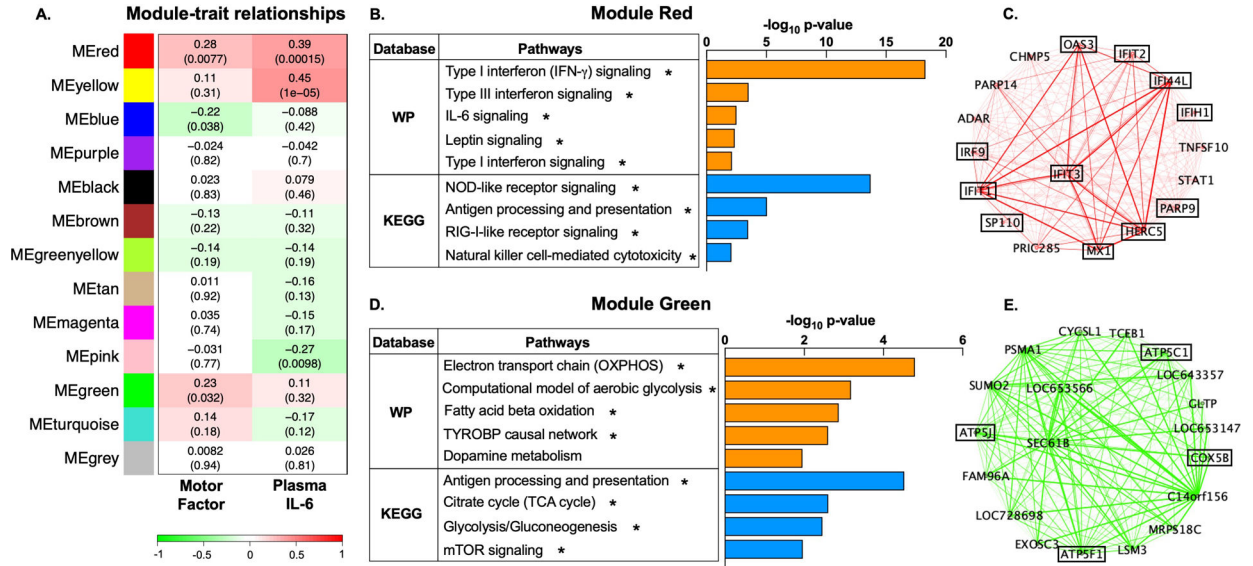 A.
Module-trait relationships
MEred
0.28
(0.0077)
0.39
(0.00015)
MEyellow
0.11
(0.31)
0.45
(1e-05)
MEblue
−0.22
(0.038)
−0.088
(0.42)
MEpurple
−0.024
(0.82)
−0.042
(0.7)
MEblack
0.023
(0.83)
0.079
(0.46)
MEbrown
−0.13
(0.22)
−0.11
(0.32)
MEgreenyellow
−0.14
(0.19)
−0.14
(0.19)
MEtan
0.011
(0.92)
−0.16
(0.13)
MEmagenta
0.035
(0.74)
−0.15
(0.17)
MEpink
−0.031
(0.77)
−0.27
(0.0098)
MEgreen
0.23
(0.032)
0.11
(0.32)
MEturquoise
0.14
(0.18)
−0.17
(0.12)
MEgrey
0.0082
(0.94)
0.026
(0.81)
Motor
Factor
Plasma
IL-6
-1 -0.5 0 0.5 1
B.
Module Red
-log10 p-value
0 5 10 15 20
Database Pathways
WP
Type I interferon (IFN-γ) signaling *
Type III interferon signaling *
IL-6 signaling *
Leptin signaling *
Type I interferon signaling *
KEGG
NOD-like receptor signaling *
Antigen processing and presentation *
RIG-I-like receptor signaling *
Natural killer cell-mediated cytotoxicity *
C.
OAS3
IFIT2
CHMP5
IFI44L
PARP14
IFIH1
ADAR
TNFSF10
IRF9
IFIT3
STAT1
IFIT1
PARP9
SP110
HERC5
PRIC285
MX1
D.
Module Green
-log10 p-value
0 2 4 6
Database Pathways
WP
Electron transport chain (OXPHOS) *
Computational model of aerobic glycolysis *
Fatty acid beta oxidation *
TYROBP causal network *
Dopamine metabolism
KEGG
Antigen processing and presentation *
Citrate cycle (TCA cycle) *
Glycolysis/Gluconeogenesis *
mTOR signaling *
E.
CYCSL1
TCEB1
PSMA1
ATP5C1
LOC643357
SUMO2
LOC653566
GLTP
LOC653147
ATP5J
SEC61B
COX5B
FAM96A
C14orf156
LOC728698
MRPS18C
EXOSC3
LSM3
ATP5F1